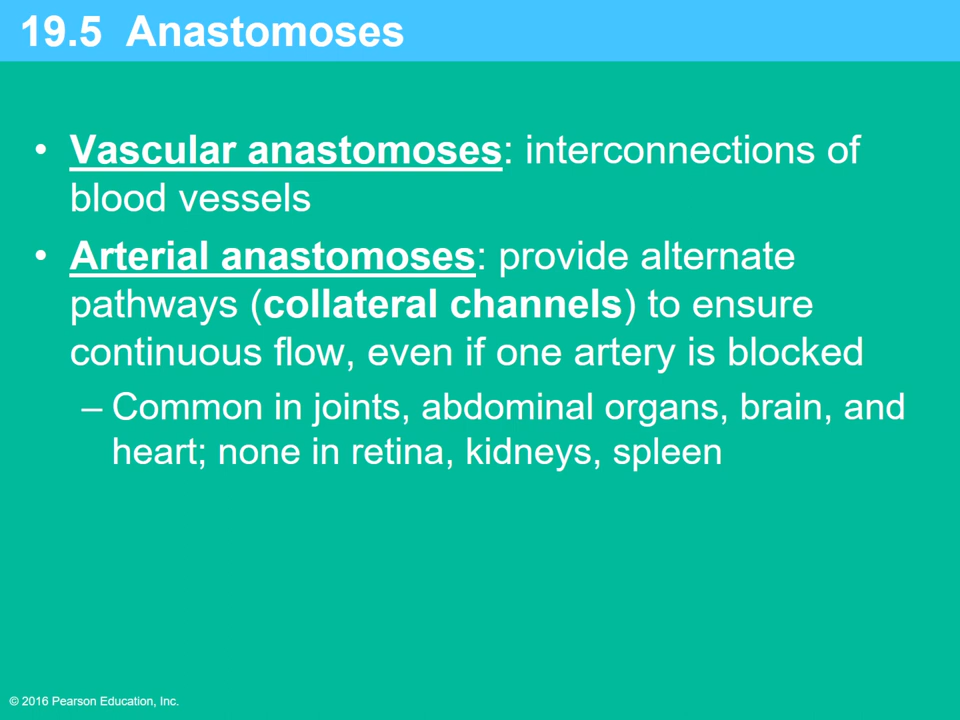 19.5 Anastomoses
• Vascular anastomoses: interconnections of
blood vessels
• Arterial anastomoses: provide alternate
pathways (collateral channels) to ensure
continuous flow, even if one artery is blocked
– Common in joints, abdominal organs, brain, and
heart; none in retina, kidneys, spleen
© 2016 Pearson Education, Inc.